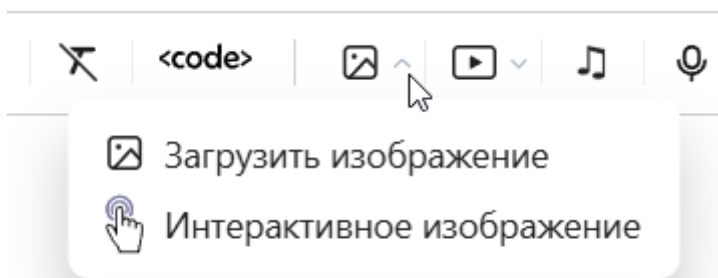 <code>
Загрузить изображение
Интерактивное изображение